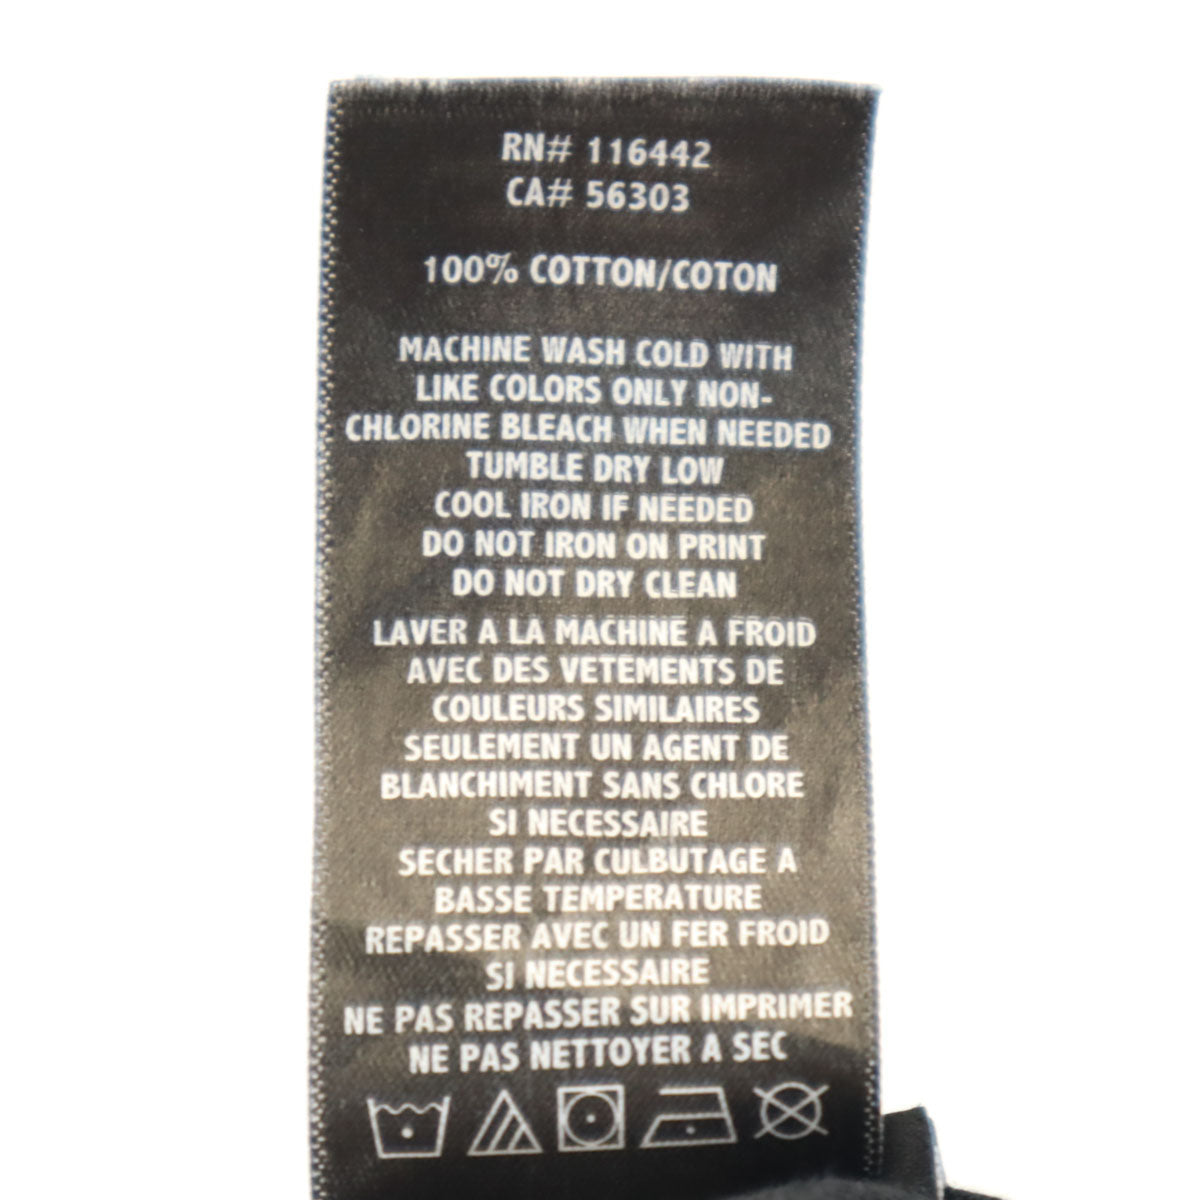 RN# 116442
CA# 56303
100% COTTON/COTON
MACHINE WASH COLD WITH
LIKE COLORS ONLY NON-
CHLORINE BLEACH WHEN NEEDED
TUMBLE DRY LOW
COOL IRON IF NEEDED
DO NOT IRON ON PRINT
DO NOT DRY CLEAN
LAVER A LA MACHINE A FROID
AVEC DES VETEMENTS DE
COULEURS SIMILAIRES
SEULEMENT UN AGENT DE
BLANCHIMENT SANS CHLORE
SI NECESSAIRE
SECHER PAR CULBUTAGE A
BASSE TEMPERATURE
REPASSER AVEC UN FER FROID
SI NECESSAIRE
NE PAS REPASSER SUR IMPRIMER
NE PAS NETTOYER A SEC